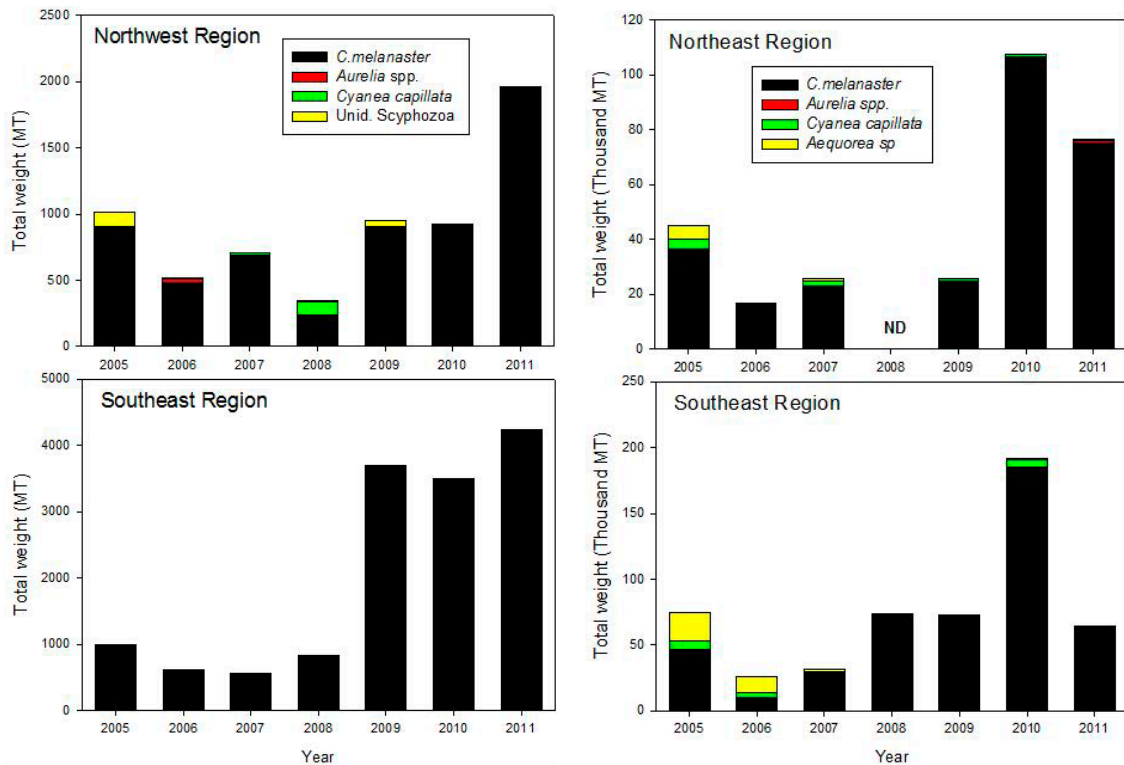 Northwest Region
C.melanaster
Aurelia spp.
Cyanea capillata
Unid. Scyphozoa
Total weight (MT)
2500
2000
1500
1000
500
0
2005 2006 2007 2008 2009 2010 2011
Northeast Region
C.melanaster
Aurelia spp.
Cyanea capillata
Aequorea sp
Total weight (Thousand MT)
120
100
80
60
40
20
0
ND
2005 2006 2007 2008 2009 2010 2011
Southeast Region
Total weight (MT)
5000
4000
3000
2000
1000
0
2005 2006 2007 2008 2009 2010 2011
Year
Southeast Region
Total weight (Thousand MT)
250
200
150
100
50
0
2005 2006 2007 2008 2009 2010 2011
Year